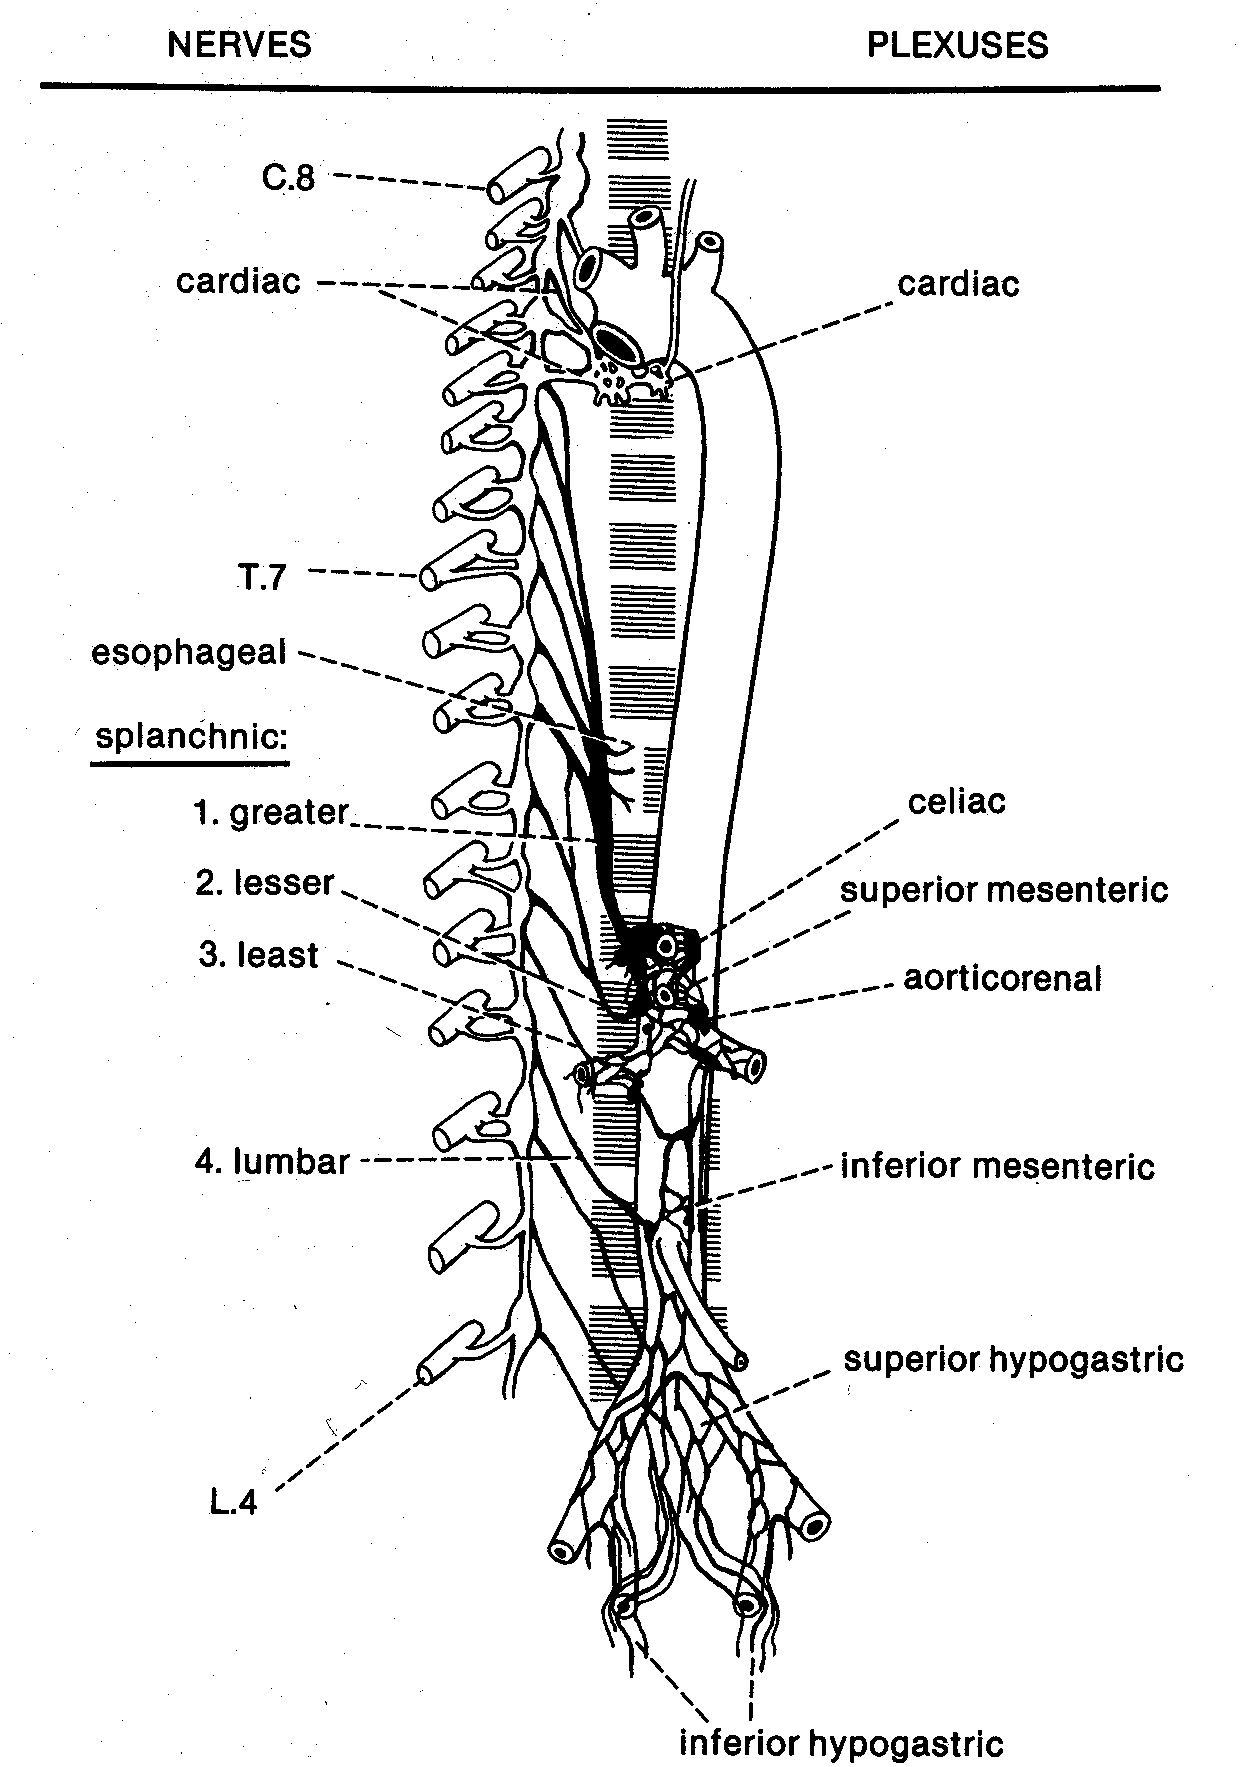 NERVES
PLEXUSES
C.8
cardiac
cardiac
T.7
esophageal
splanchnic:
1. greater
celiac
2. lesser
superior mesenteric
3. least
aorticorenal
4. lumbar
inferior mesenteric
superior hypogastric
L.4
inferior hypogastric